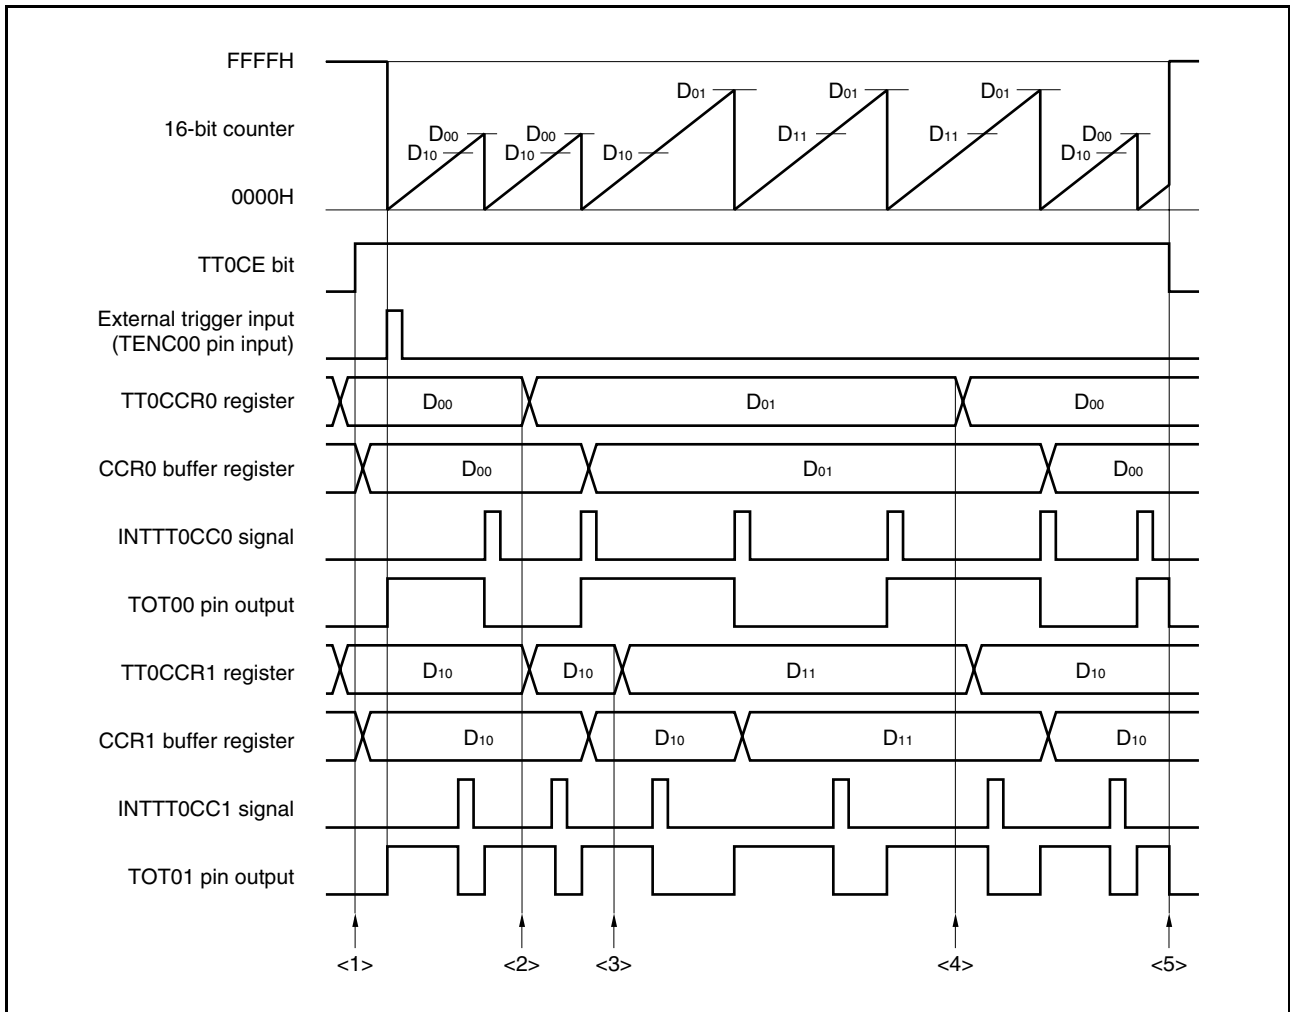 FFFFH
D01 D01 D01
16-bit counter
D00 D00 D11 D11 D00
D10 D10 D10 D10
0000H
TT0CE bit
External trigger input
(TENC00 pin input)
TT0CCR0 register D00 D01 D00
CCR0 buffer register D00 D01 D00
INTTT0CC0 signal
TOT00 pin output
TT0CCR1 register D10 D10 D11 D10
CCR1 buffer register D10 D10 D11 D10
INTTT0CC1 signal
TOT01 pin output
<1> <2> <3> <4> <5>